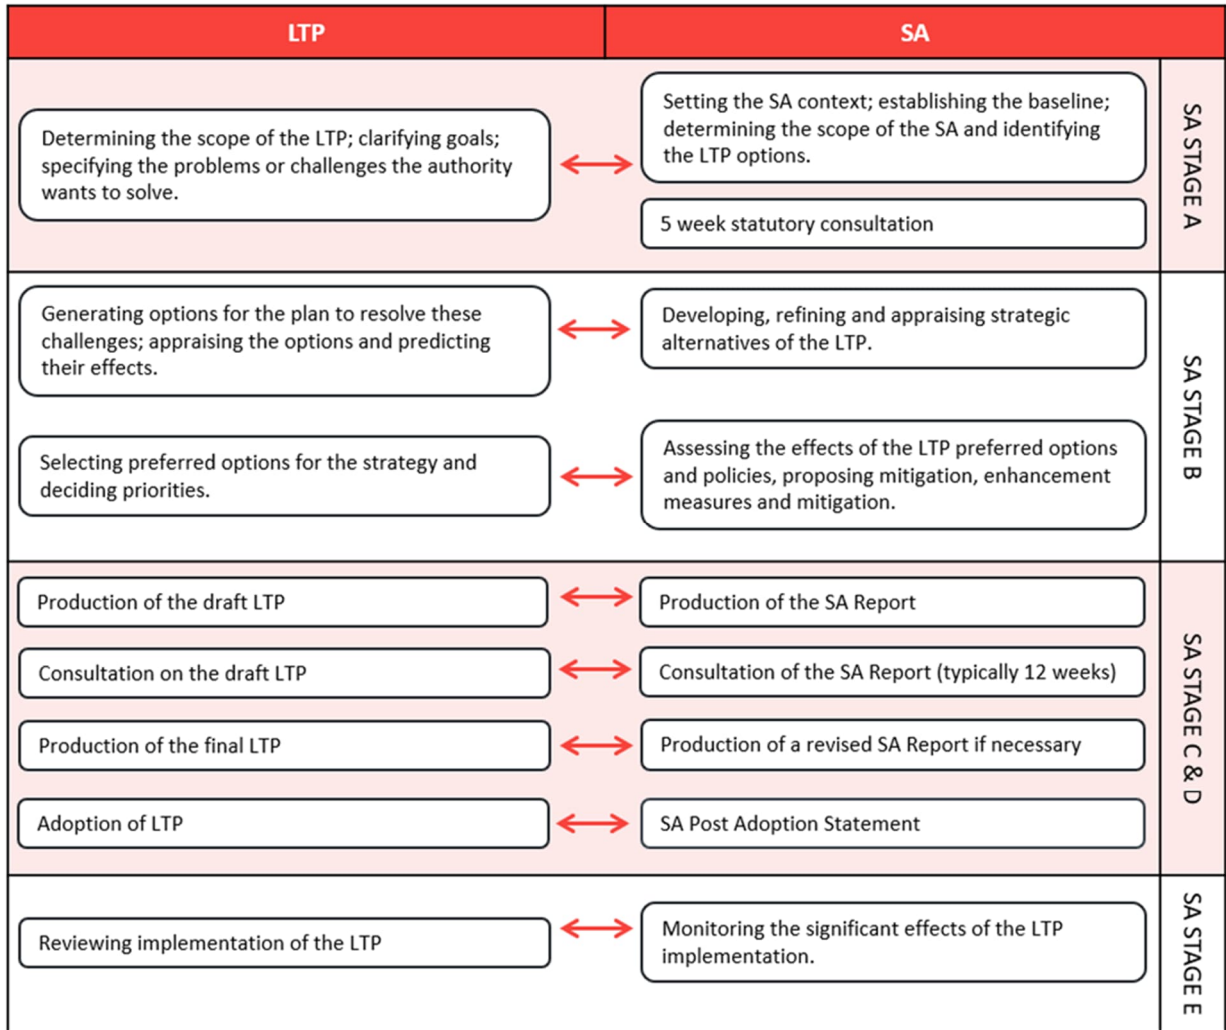 LTP
SA
Determining the scope of the LTP; clarifying goals;
specifying the problems or challenges the authority
wants to solve.
Setting the SA context; establishing the baseline;
determining the scope of the SA and identifying
the LTP options.
5 week statutory consultation
SA STAGE A
Generating options for the plan to resolve these
challenges; appraising the options and predicting
their effects.
Developing, refining and appraising strategic
alternatives of the LTP.
Selecting preferred options for the strategy and
deciding priorities.
Assessing the effects of the LTP preferred options
and policies, proposing mitigation, enhancement
measures and mitigation.
SA STAGE B
Production of the draft LTP
Production of the SA Report
Consultation on the draft LTP
Consultation of the SA Report (typically 12 weeks)
Production of the final LTP
Production of a revised SA Report if necessary
Adoption of LTP
SA Post Adoption Statement
SA STAGE C & D
Reviewing implementation of the LTP
Monitoring the significant effects of the LTP
implementation.
SA STAGE E